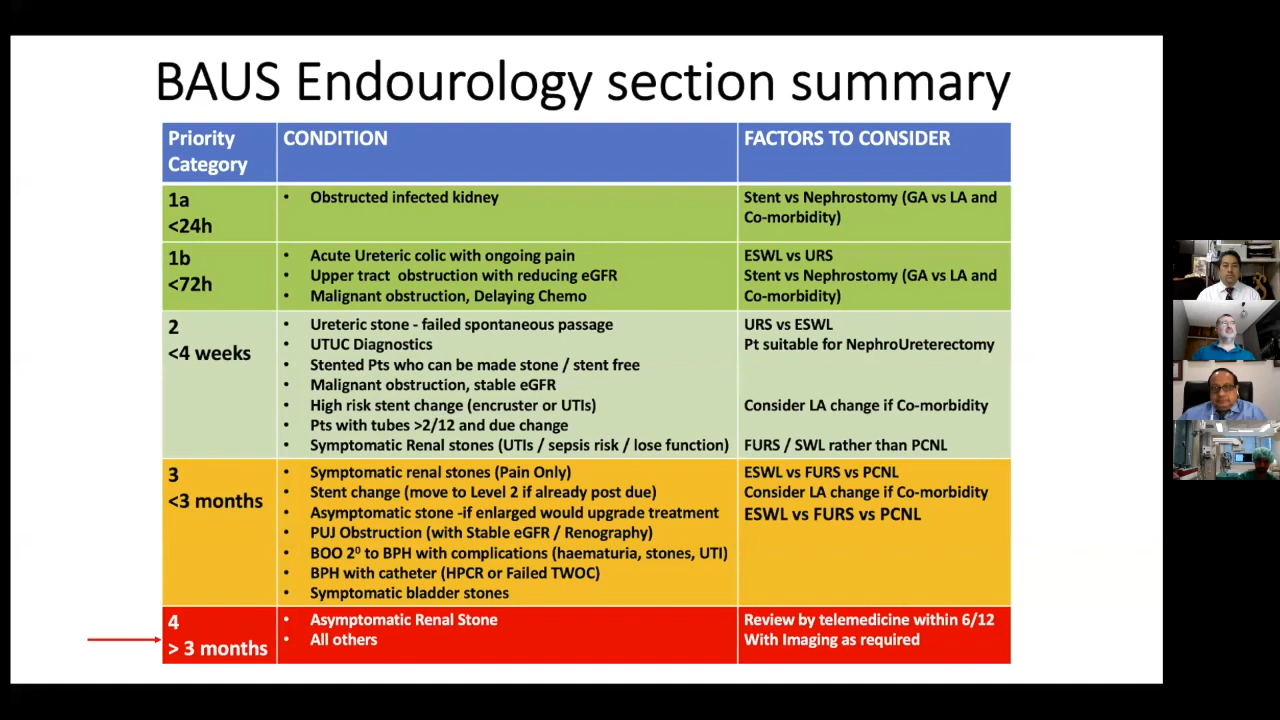 BAUS Endourology section summary
Priority
Category
CONDITION
FACTORS TO CONSIDER
1a
<24h
• Obstructed infected kidney
Stent vs Nephrostomy (GA vs LA and
Co-morbidity)
1b
<72h
• Acute Ureteric colic with ongoing pain
• Upper tract obstruction with reducing eGFR
• Malignant obstruction, Delaying Chemo
ESWL vs URS
Stent vs Nephrostomy (GA vs LA and
Co-morbidity)
2
<4 weeks
• Ureteric stone - failed spontaneous passage
• UTUC Diagnostics
• Stented Pts who can be made stone / stent free
• Malignant obstruction, stable eGFR
• High risk stent change (encruster or UTIs)
• Pts with tubes >2/12 and due change
• Symptomatic Renal stones (UTIs / sepsis risk / lose function)
URS vs ESWL
Pt suitable for NephroUreterectomy
Consider LA change if Co-morbidity
FURS / SWL rather than PCNL
3
<3 months
• Symptomatic renal stones (Pain Only)
• Stent change (move to Level 2 if already post due)
• Asymptomatic stone -if enlarged would upgrade treatment
• PUJ Obstruction (with Stable eGFR / Renography)
• BOO 2⁰ to BPH with complications (haematuria, stones, UTI)
• BPH with catheter (HPCR or Failed TWOC)
• Symptomatic bladder stones
ESWL vs FURS vs PCNL
Consider LA change if Co-morbidity
ESWL vs FURS vs PCNL
4
> 3 months
• Asymptomatic Renal Stone
• All others
Review by telemedicine within 6/12
With Imaging as required